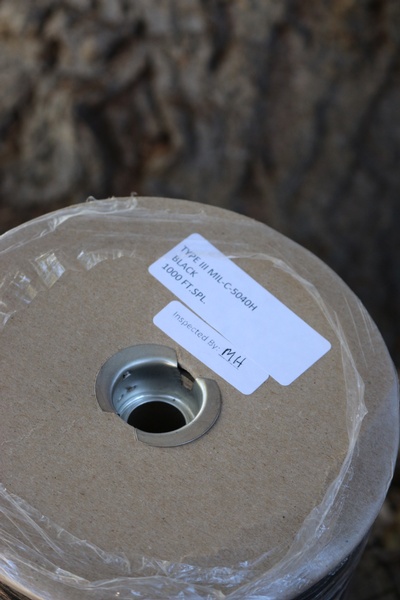 TYPE III MIL-C-5040H
BLACK
1000 FT.SPL
Inspected By: MH